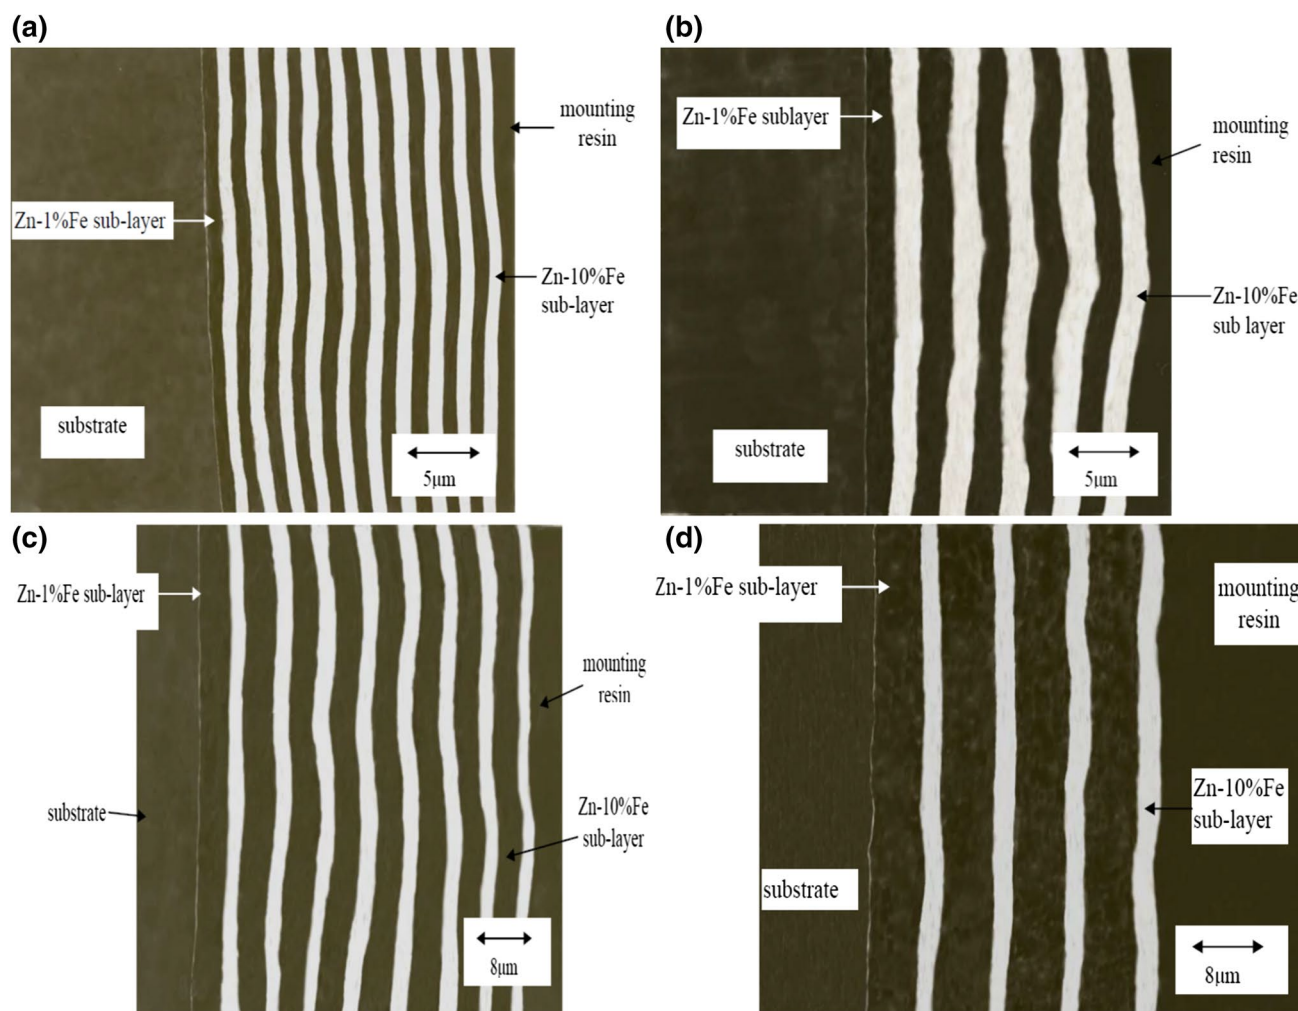 (a)
mounting
resin
Zn-1%Fe sub-layer
Zn-10%Fe
sub-layer
substrate
5μm
(b)
Zn-1%Fe sublayer
mounting
resin
Zn-10%Fe
sub layer
substrate
5μm
(c)
Zn-1%Fe sub-layer
mounting
resin
substrate
Zn-10%Fe
sub-layer
8μm
(d)
Zn-1%Fe sub-layer
mounting
resin
Zn-10%Fe
sub-layer
substrate
8μm